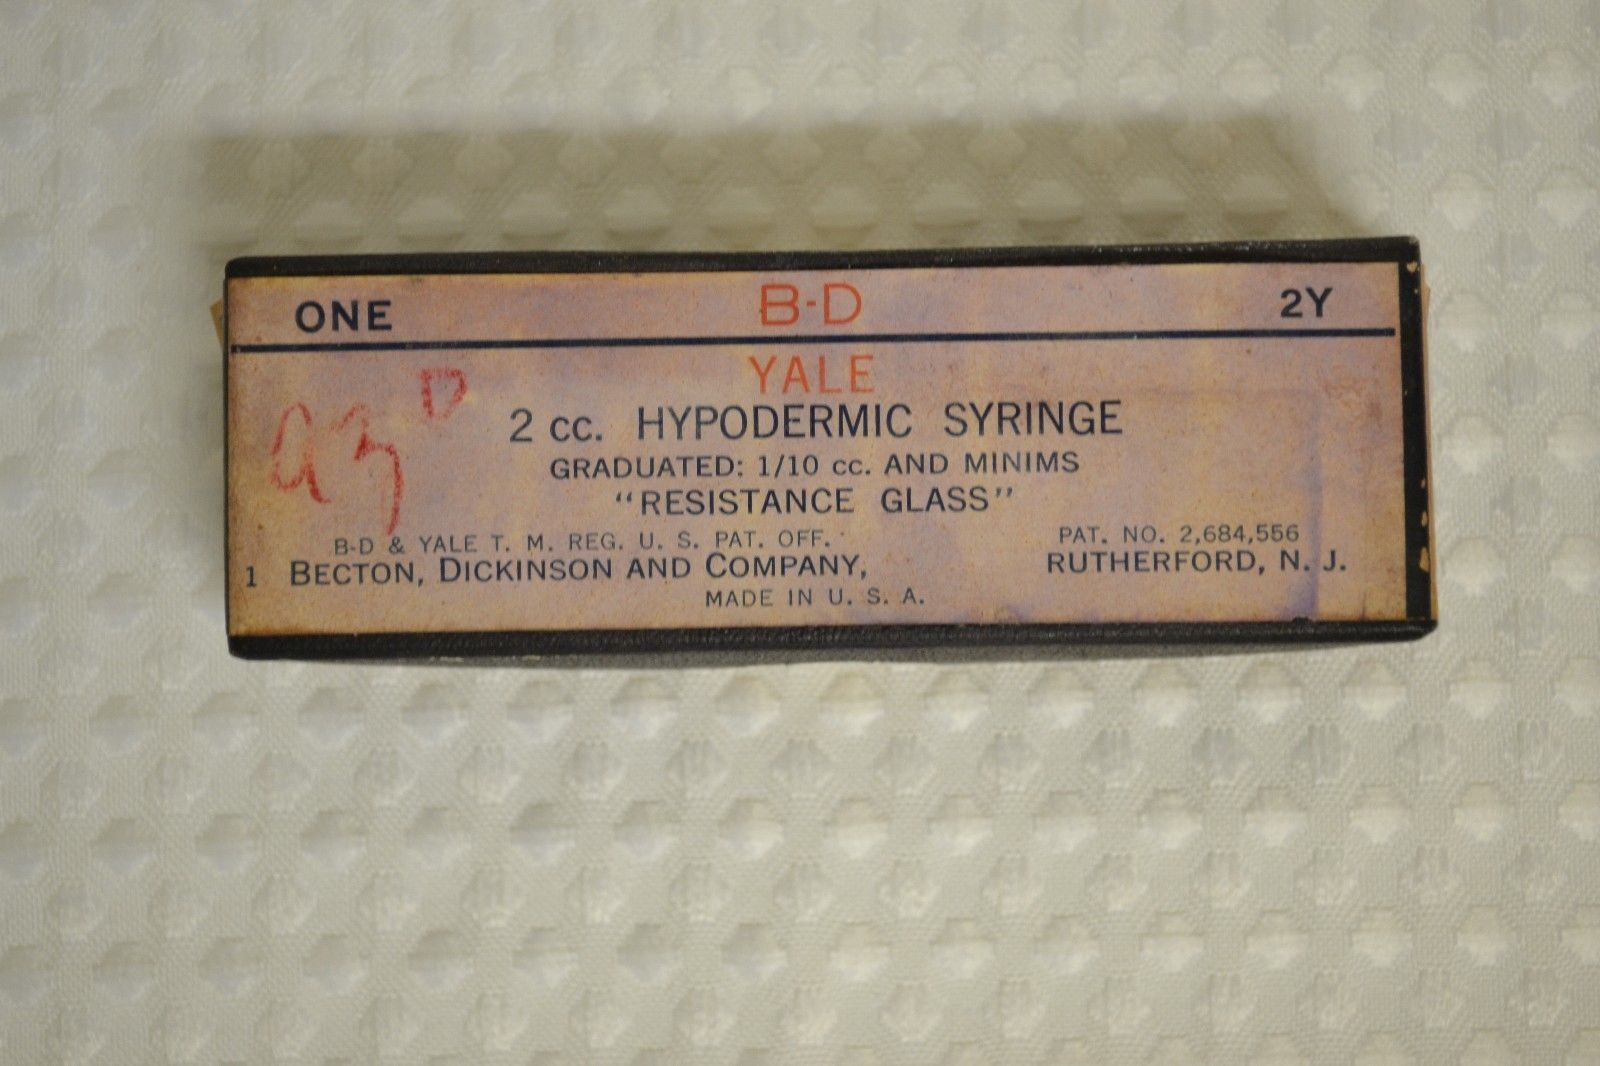 ONE B-D 2Y
YALE
2 cc. HYPODERMIC SYRINGE
GRADUATED: 1/10 cc. AND MINIMS
"RESISTANCE GLASS"
B-D & YALE T. M. REG. U. S. PAT. OFF. PAT. NO. 2,684,556
1 BECTON, DICKINSON AND COMPANY, RUTHERFORD, N. J.
MADE IN U. S. A.